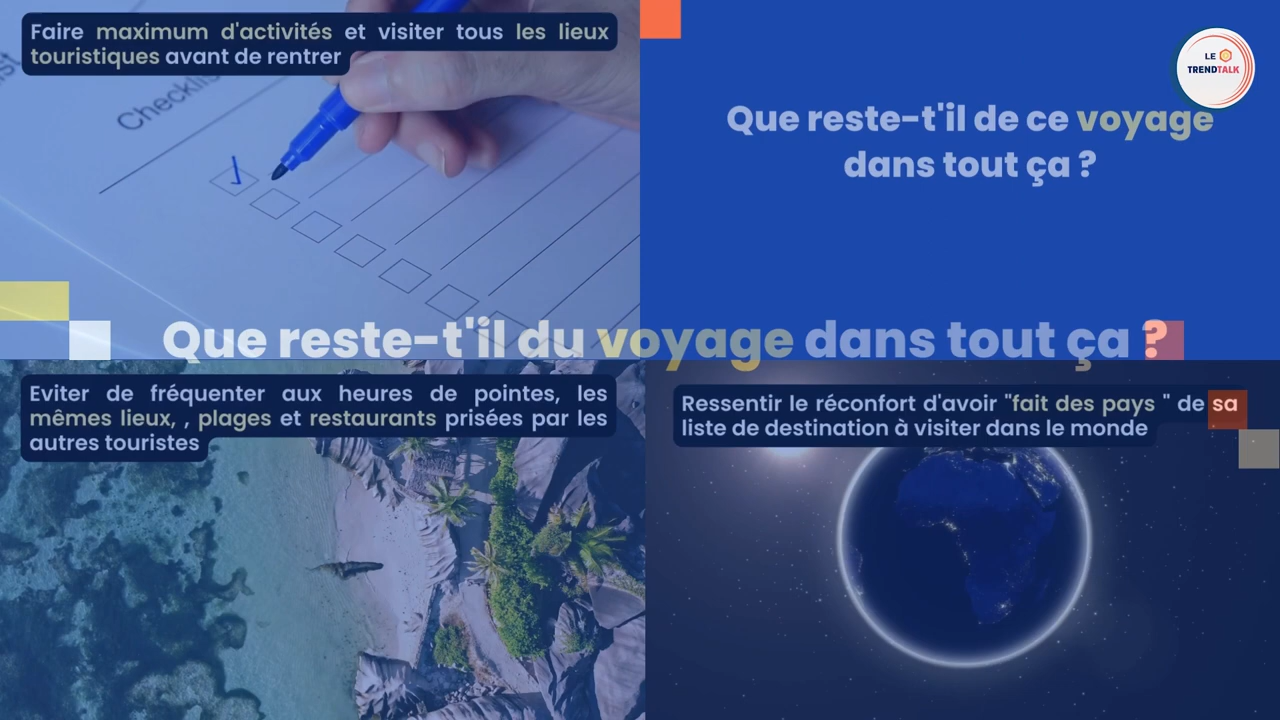 Faire maximum d'activités et visiter tous les lieux
touristiques avant de rentrer
Checklis
LE
TRENDTALK
Que reste-t'il de ce voyage
dans tout ça ?
Que reste-t'il du voyage dans tout ça ?
Eviter de fréquenter aux heures de pointes, les
mêmes lieux, , plages et restaurants prisées par les
autres touristes
Ressentir le réconfort d'avoir "fait des pays " de sa
liste de destination à visiter dans le monde